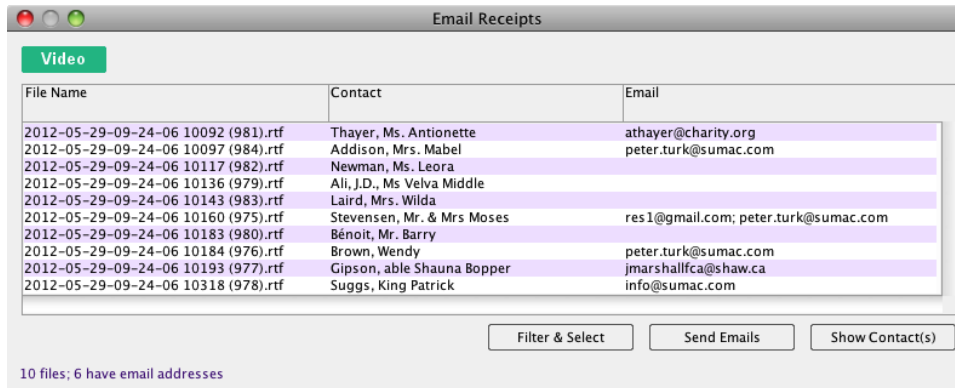 Email Receipts
Video
File Name Contact Email
2012-05-29-09-24-06 10092 (981).rtf Thayer, Ms. Antionette athayer@charity.org
2012-05-29-09-24-06 10097 (984).rtf Addison, Mrs. Mabel peter.turk@sumac.com
2012-05-29-09-24-06 10117 (982).rtf Newman, Ms. Leora
2012-05-29-09-24-06 10136 (979).rtf Ali, J.D., Ms Velva Middle
2012-05-29-09-24-06 10143 (983).rtf Laird, Mrs. Wilda
2012-05-29-09-24-06 10160 (975).rtf Stevensen, Mr. & Mrs Moses res1@gmail.com; peter.turk@sumac.com
2012-05-29-09-24-06 10183 (980).rtf Bénoit, Mr. Barry
2012-05-29-09-24-06 10184 (976).rtf Brown, Wendy peter.turk@sumac.com
2012-05-29-09-24-06 10193 (977).rtf Gipson, able Shauna Bopper jmarshallfca@shaw.ca
2012-05-29-09-24-06 10318 (978).rtf Suggs, King Patrick info@sumac.com
Filter & Select Send Emails Show Contact(s)
10 files; 6 have email addresses